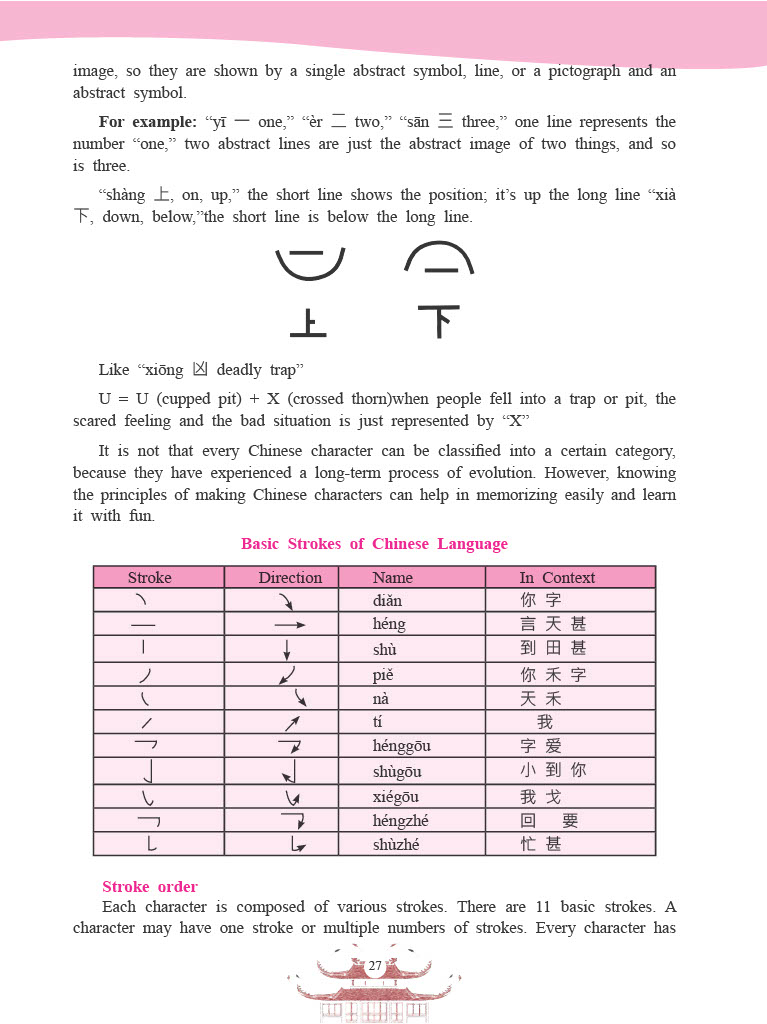 image, so they are shown by a single abstract symbol, line, or a pictograph and an
abstract symbol.
For example: “yī 一 one,” “èr 二 two,” “sān 三 three,” one line represents the
number “one,” two abstract lines are just the abstract image of two things, and so
is three.
“shàng 上, on, up,” the short line shows the position; it’s up the long line “xià
下, down, below,”the short line is below the long line.
上 下
Like “xiōng 凶 deadly trap”
U = U (cupped pit) + X (crossed thorn)when people fell into a trap or pit, the
scared feeling and the bad situation is just represented by “X”
It is not that every Chinese character can be classified into a certain category,
because they have experienced a long-term process of evolution. However, knowing
the principles of making Chinese characters can help in memorizing easily and learn
it with fun.
Basic Strokes of Chinese Language
Stroke Direction Name In Context
diǎn 你 字
héng 言 天 甚
shù 到 田 甚
piě 你 禾 字
nà 天 禾
tí 我
hénggōu 字 爱
shùgōu 小 到 你
xiégōu 我 戈
héngzhé 回 要
shùzhé 忙 甚
Stroke order
Each character is composed of various strokes. There are 11 basic strokes. A
character may have one stroke or multiple numbers of strokes. Every character has
27